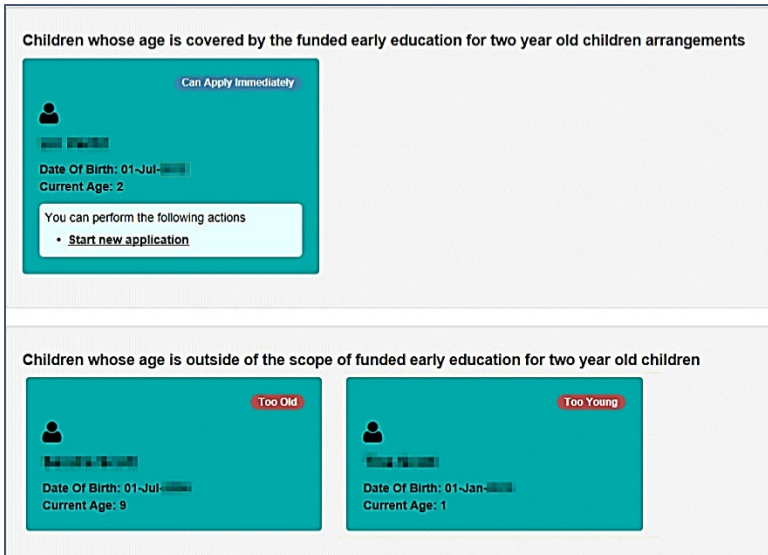 Children whose age is covered by the funded early education for two year old children arrangements
Can Apply Immediately
Date Of Birth: 01-Jul-
Current Age: 2
You can perform the following actions
• Start new application
Children whose age is outside of the scope of funded early education for two year old children
Too Old
Date Of Birth: 01-Jul-
Current Age: 9
Too Young
Date Of Birth: 01-Jan-
Current Age: 1